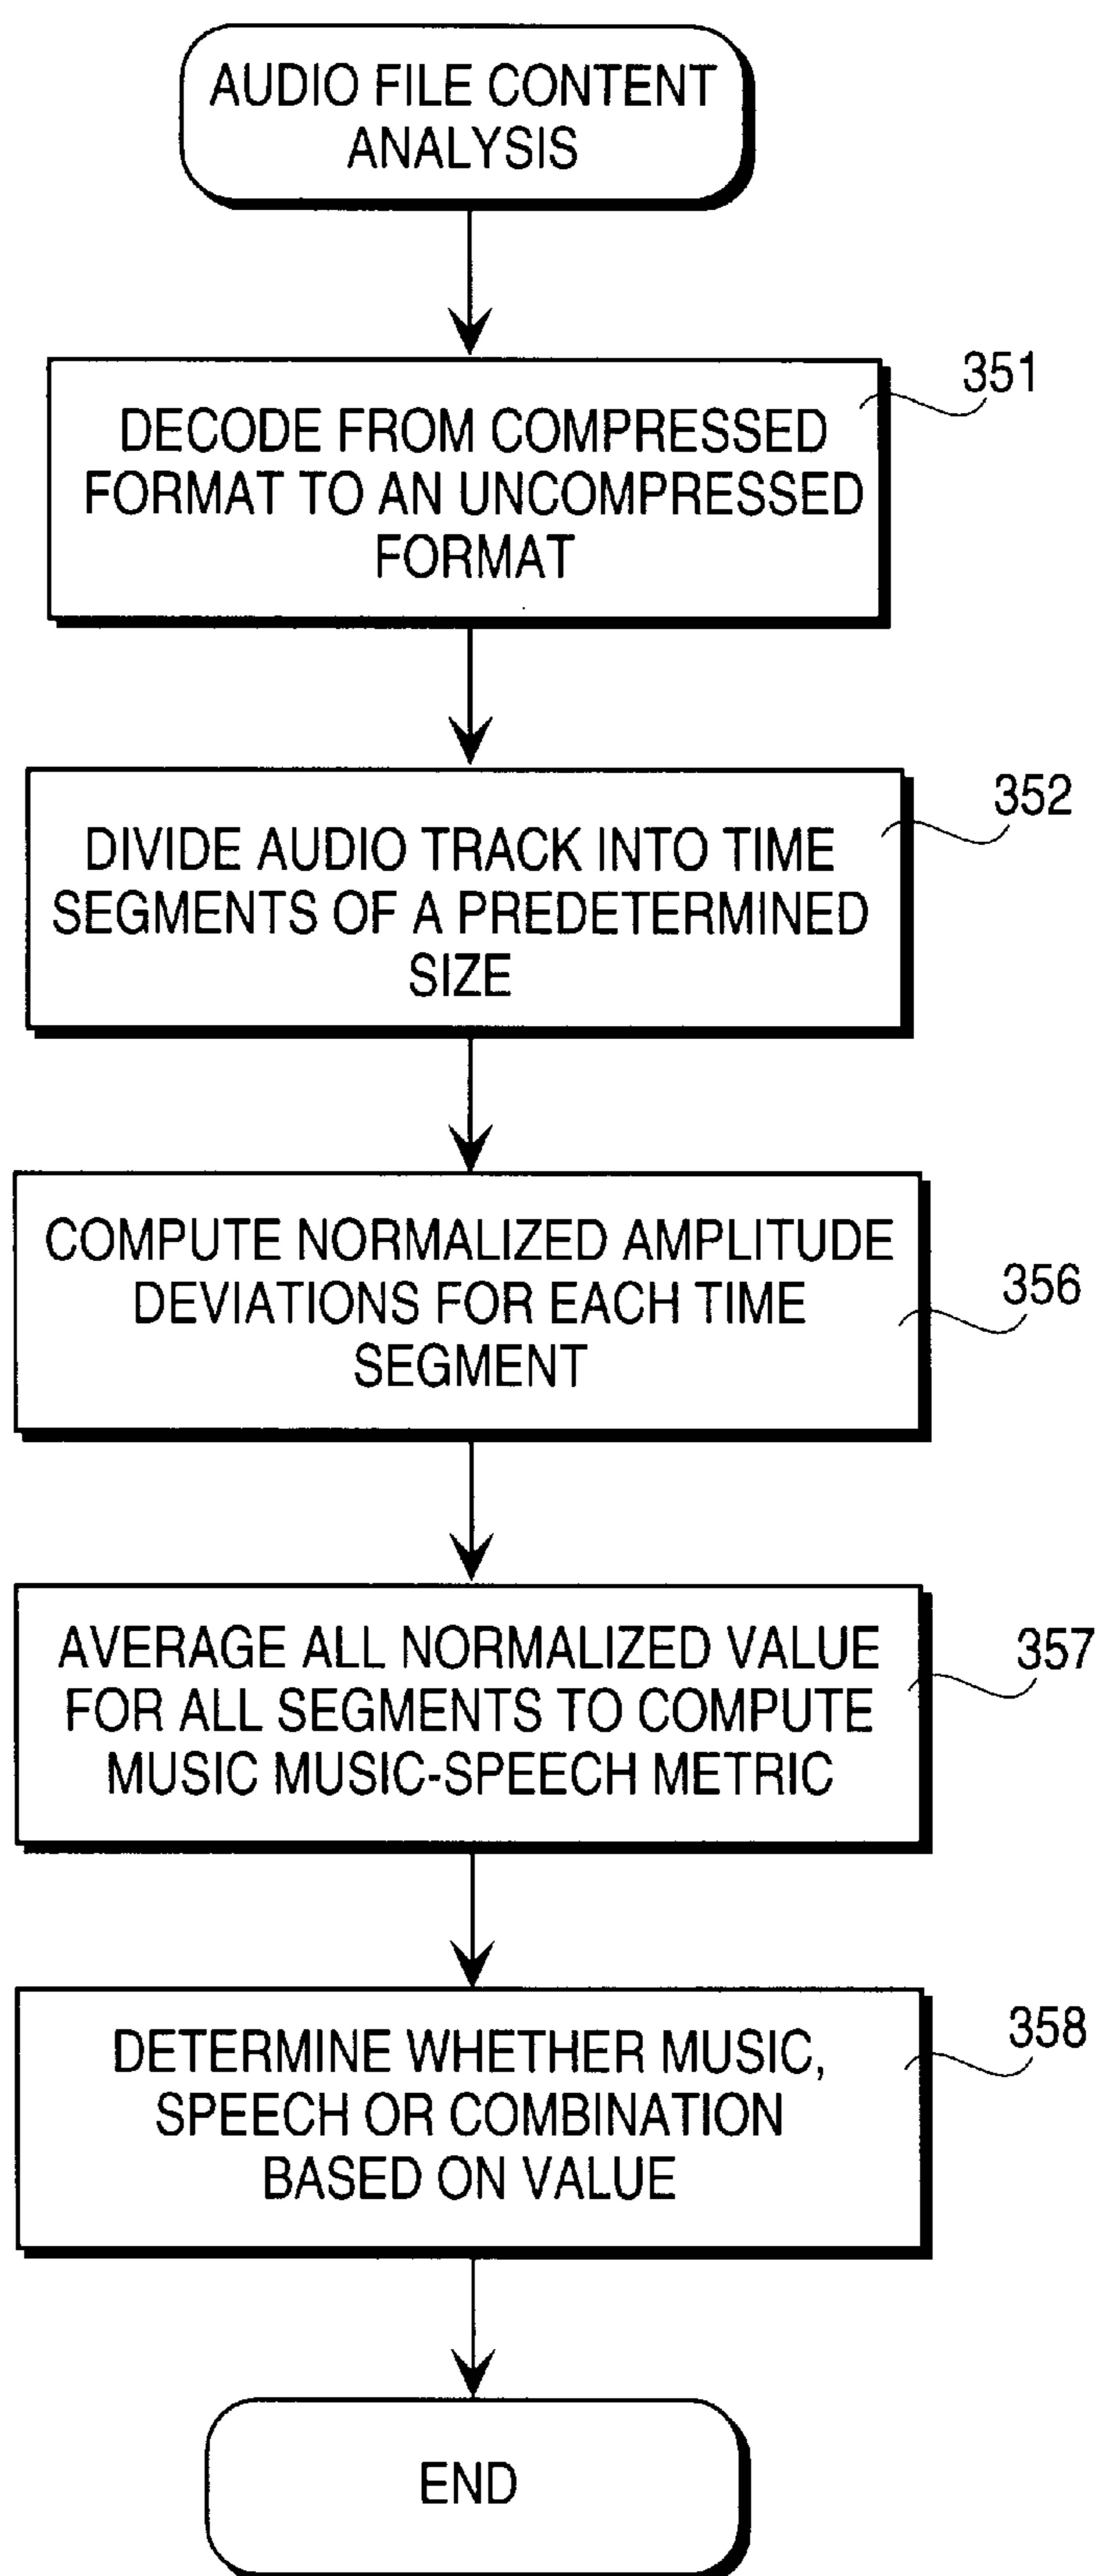 AUDIO FILE CONTENT
ANALYSIS
351
DECODE FROM COMPRESSED
FORMAT TO AN UNCOMPRESSED
FORMAT
352
DIVIDE AUDIO TRACK INTO TIME
SEGMENTS OF A PREDETERMINED
SIZE
356
COMPUTE NORMALIZED AMPLITUDE
DEVIATIONS FOR EACH TIME
SEGMENT
357
AVERAGE ALL NORMALIZED VALUE
FOR ALL SEGMENTS TO COMPUTE
MUSIC MUSIC-SPEECH METRIC
358
DETERMINE WHETHER MUSIC,
SPEECH OR COMBINATION
BASED ON VALUE
END